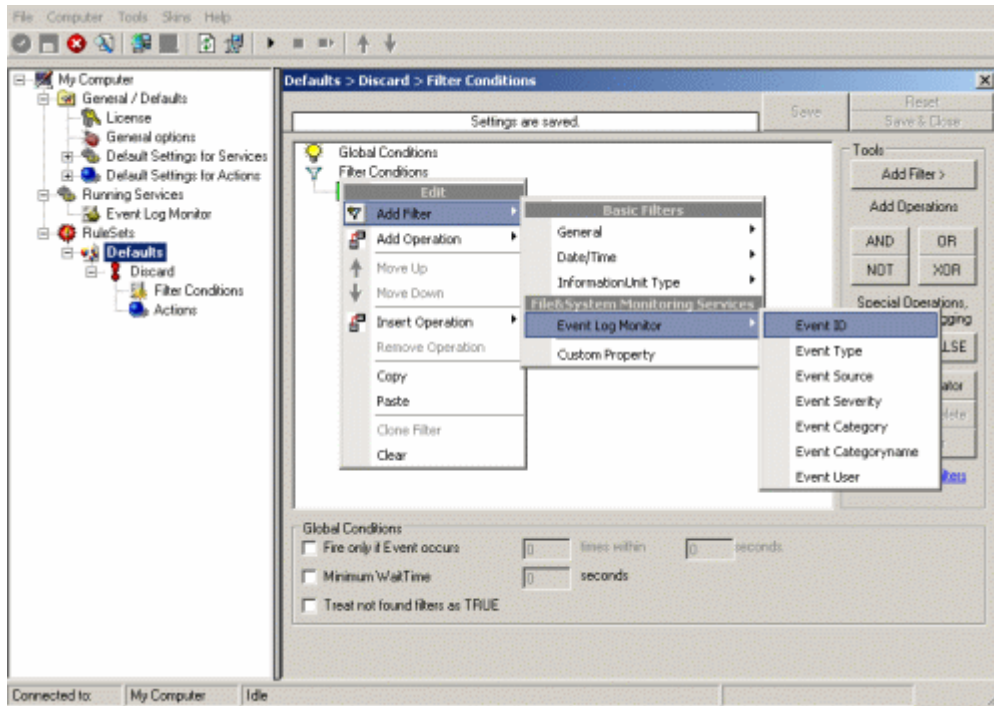 File Computer Tools Skins Help
My Computer
General / Defaults
License
General options
Default Settings for Services
Default Settings for Actions
Running Services
Event Log Monitor
RuleSets
Defaults
Discard
Filter Conditions
Actions
Defaults > Discard > Filter Conditions
Settings are saved.
Save
Reset
Save & Close
Global Conditions
Filter Conditions
Edit
Add Filter
Add Operation
Move Up
Move Down
Insert Operation
Remove Operation
Copy
Paste
Clone Filter
Clear
Basic Filters
General
Date/Time
InformationUnit Type
File&System Monitoring Services
Event Log Monitor
Custom Property
Event ID
Event Type
Event Source
Event Severity
Event Category
Event Categoryname
Event User
Tools
Add Filter >
Add Operations
AND OR
NOT XOR
Special Operations,
Global Conditions
Fire only if Event occurs 0 times within 0 seconds
Minimum WaitTime 0 seconds
Treat not found filters as TRUE
Connected to: My Computer Idle